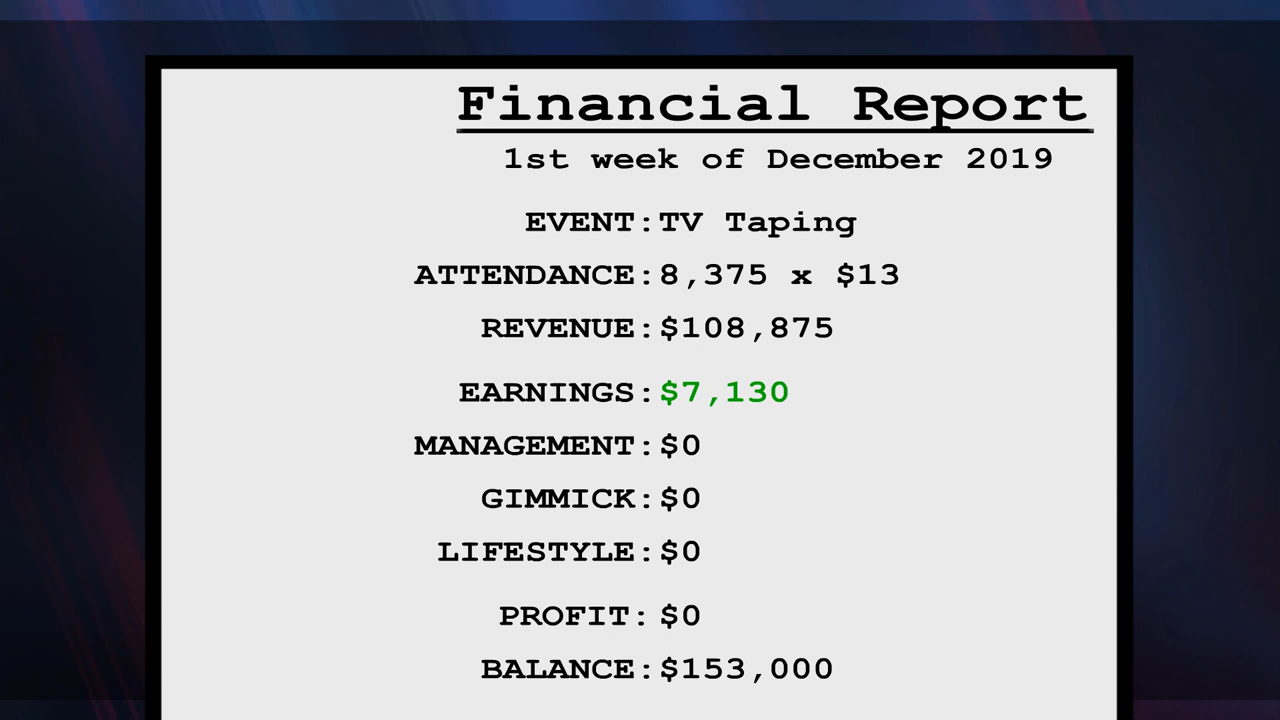 Financial Report
1st week of December 2019
EVENT: TV Taping
ATTENDANCE: 8,375 x $13
REVENUE: $108,875
EARNINGS: $7,130
MANAGEMENT: $0
GIMMICK: $0
LIFESTYLE: $0
PROFIT: $0
BALANCE: $153,000